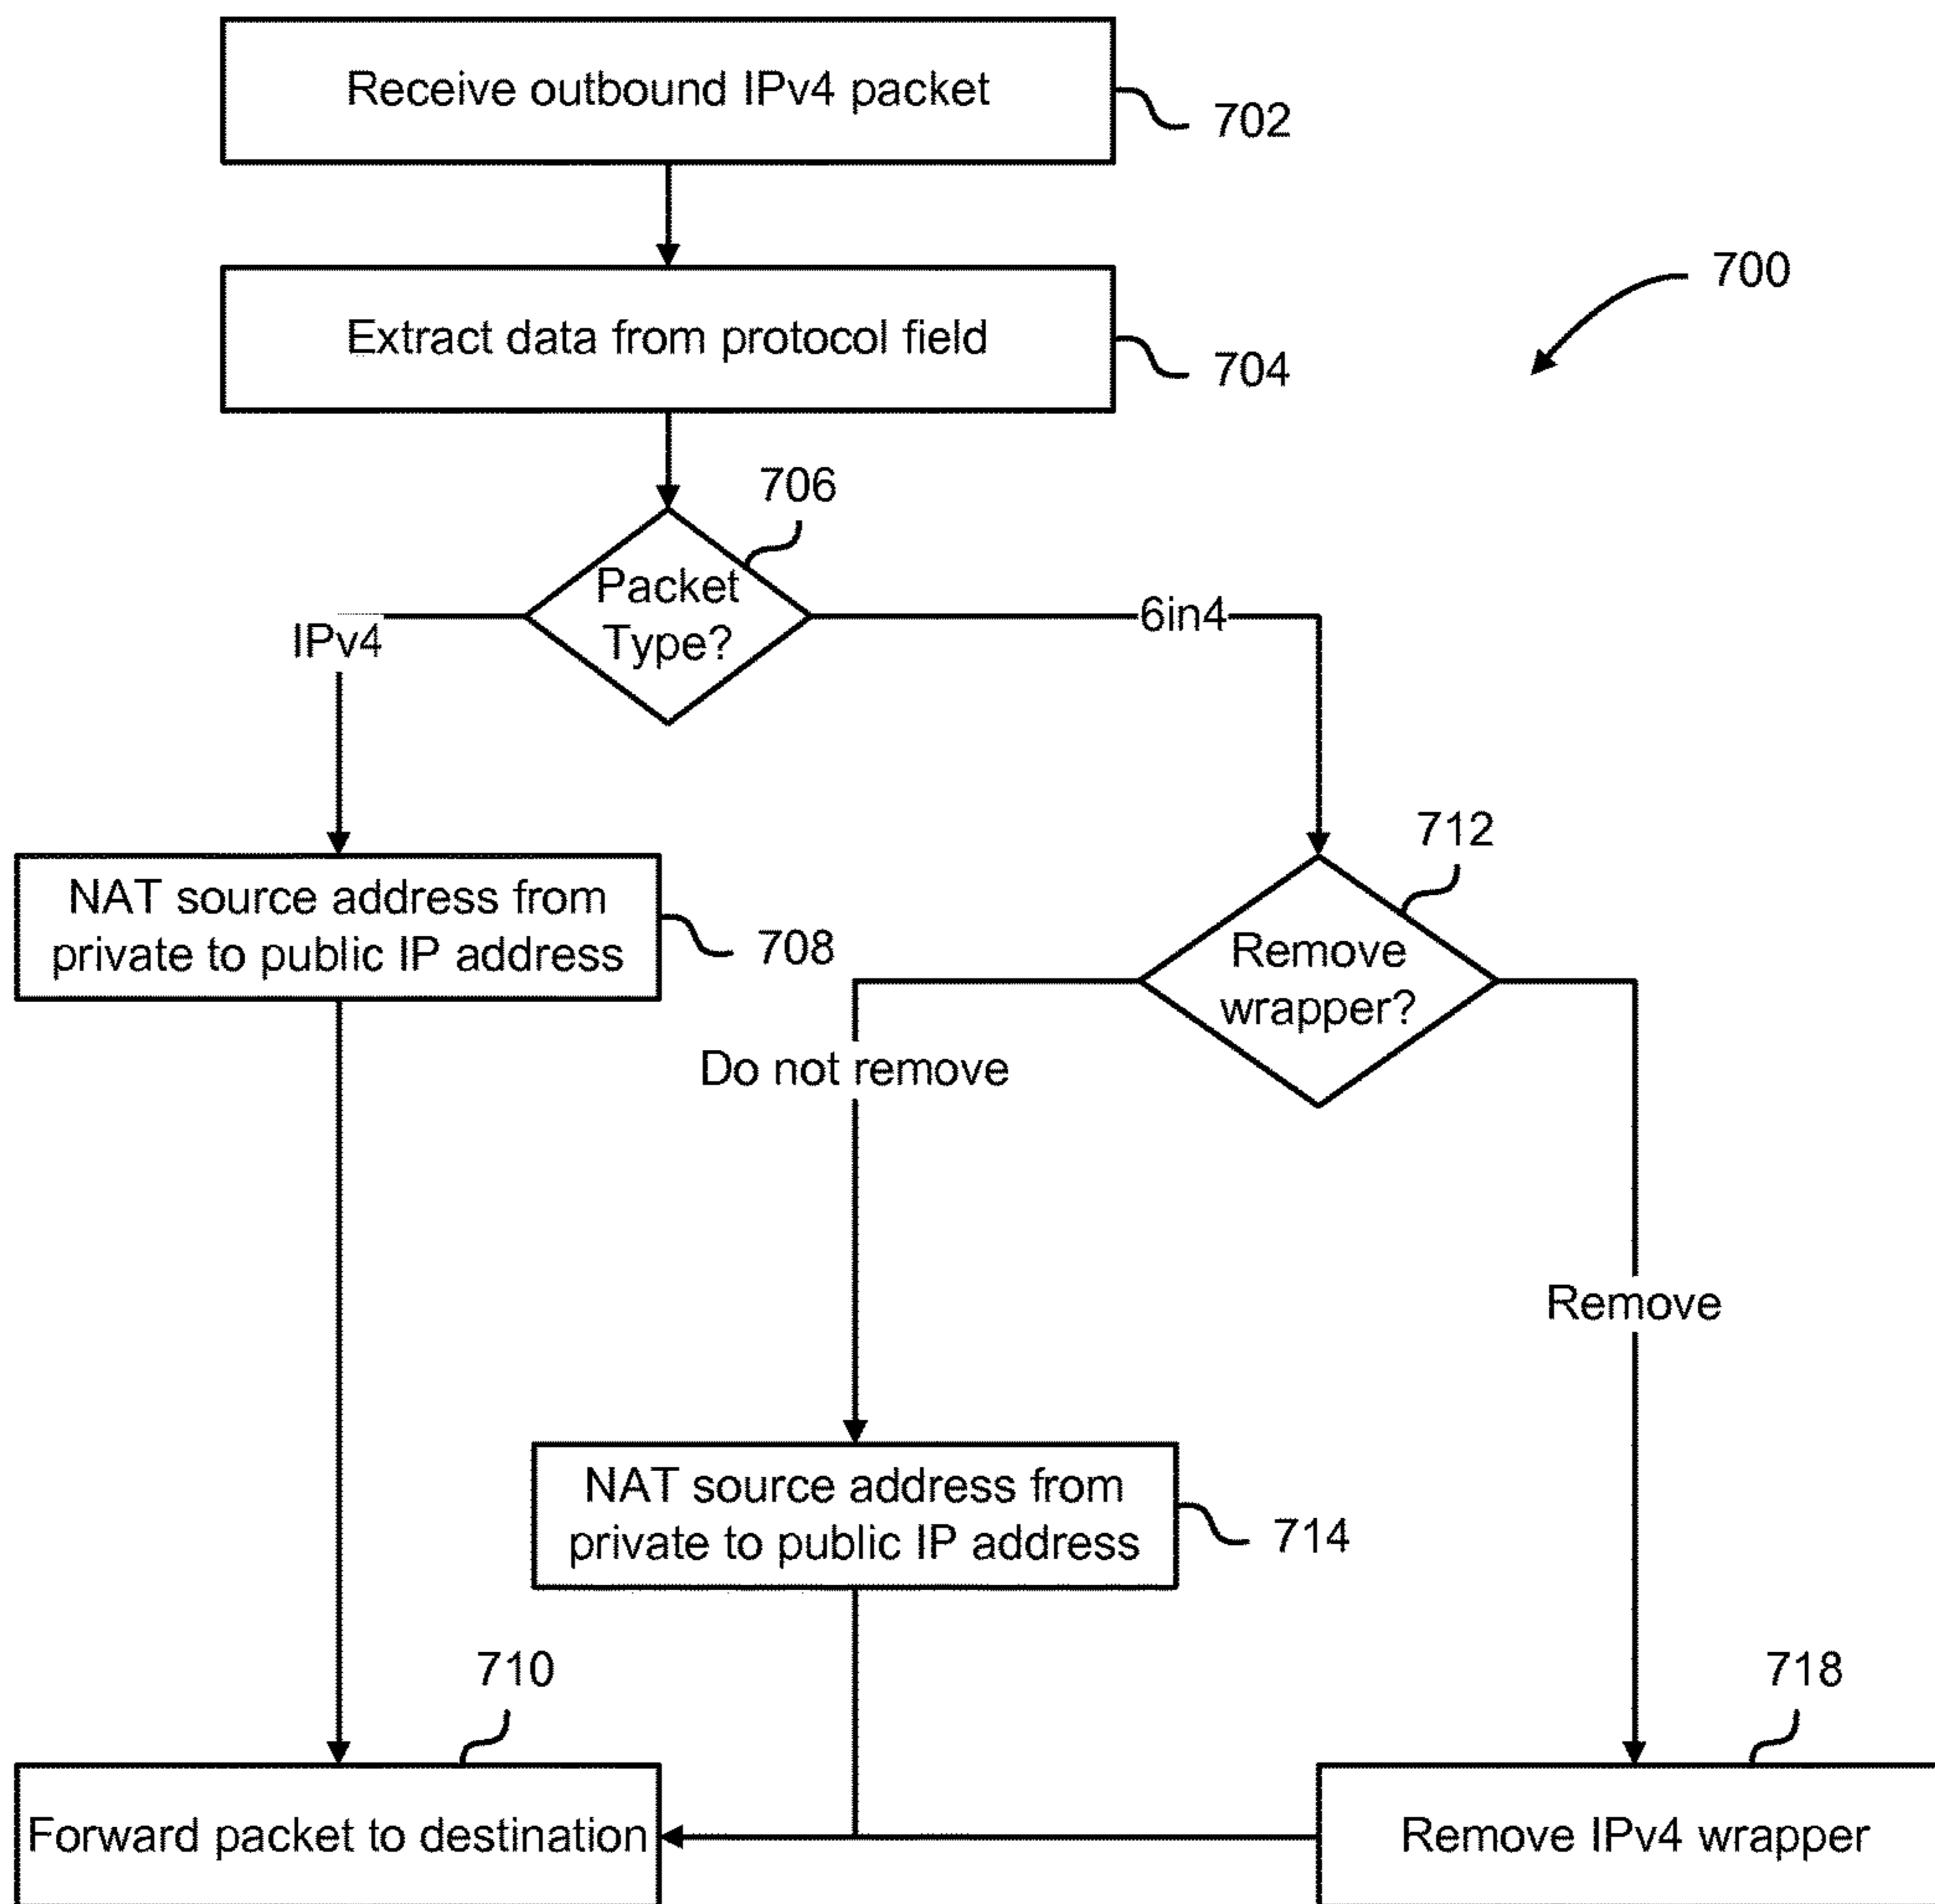 Receive outbound IPv4 packet
702
700
Extract data from protocol field
704
706
Packet
Type?
IPv4
6in4
712
NAT source address from
private to public IP address
708
Remove
wrapper?
Do not remove
Remove
NAT source address from
private to public IP address
714
710
718
Forward packet to destination
Remove IPv4 wrapper